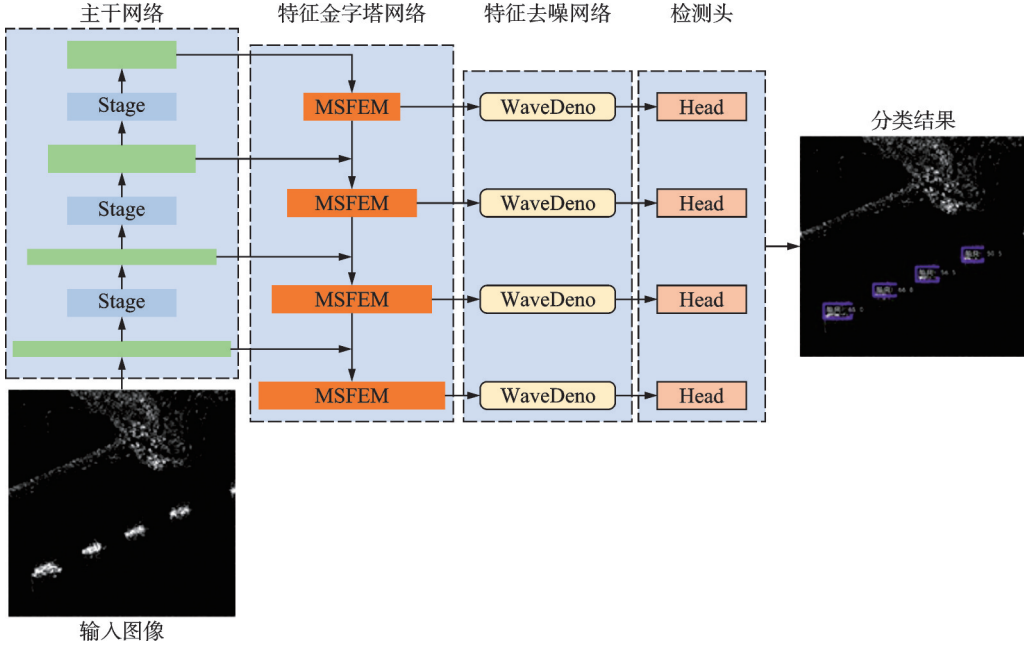 主干网络
特征金字塔网络
特征去噪网络
检测头
Stage
Stage
Stage
MSFEM
MSFEM
MSFEM
MSFEM
WaveDeno
WaveDeno
WaveDeno
WaveDeno
Head
Head
Head
Head
分类结果
输入图像